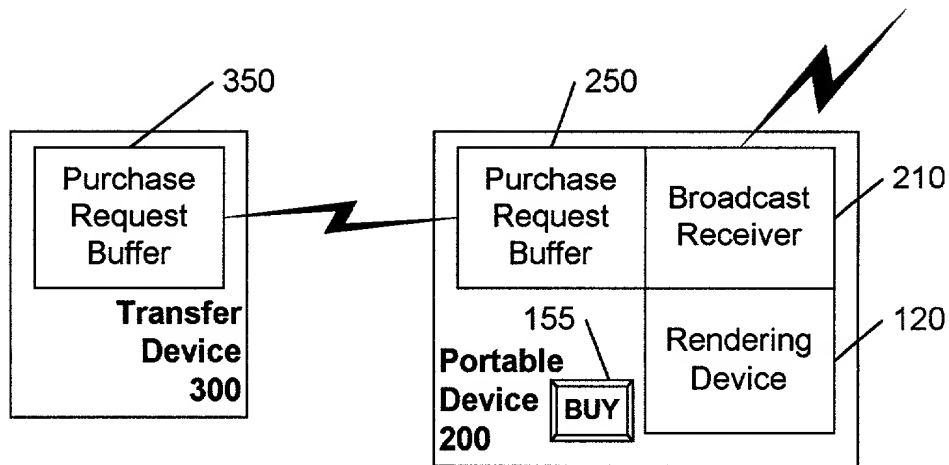 350
Purchase
Request
Buffer
Transfer
Device
300
250
Purchase
Request
Buffer
Broadcast
Receiver
210
155
Rendering
Device
120
Portable
Device
200
BUY